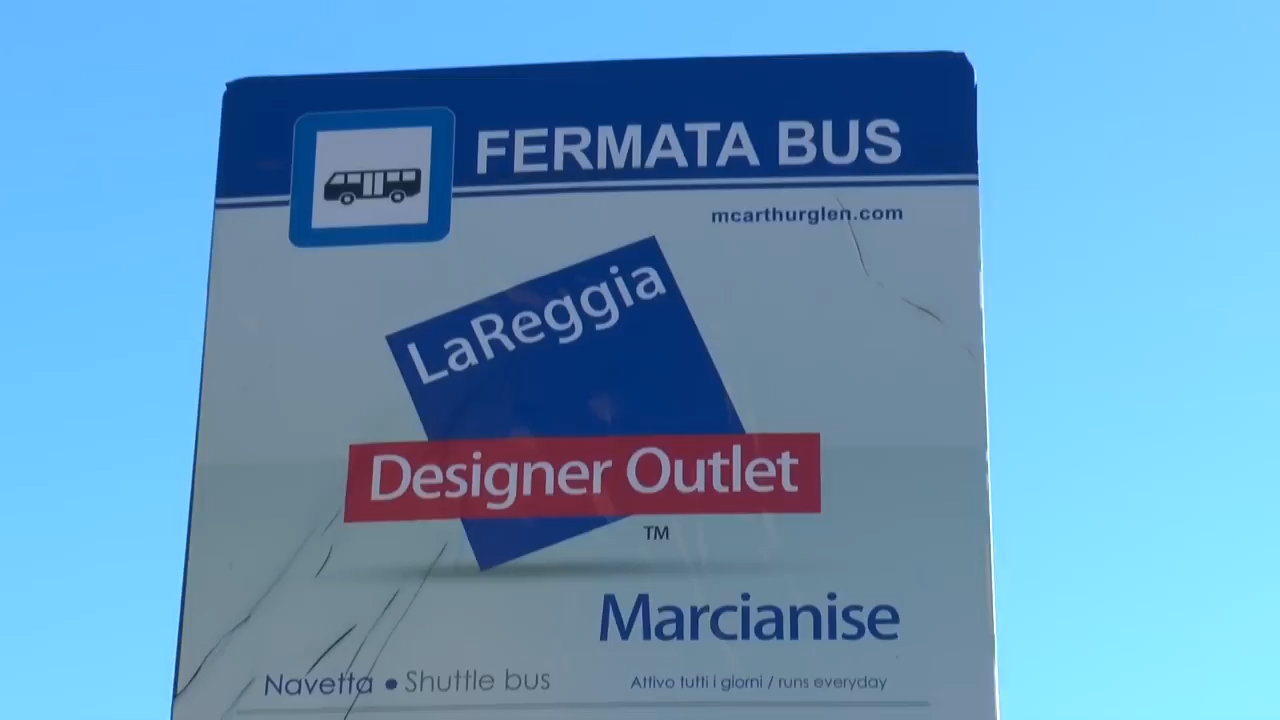 FERMATA BUS
mcarthurglen.com
LaReggia
Designer Outlet
TM
Marcianise
Navetta • Shuttle bus
Attivo tutti i giorni / runs everyday